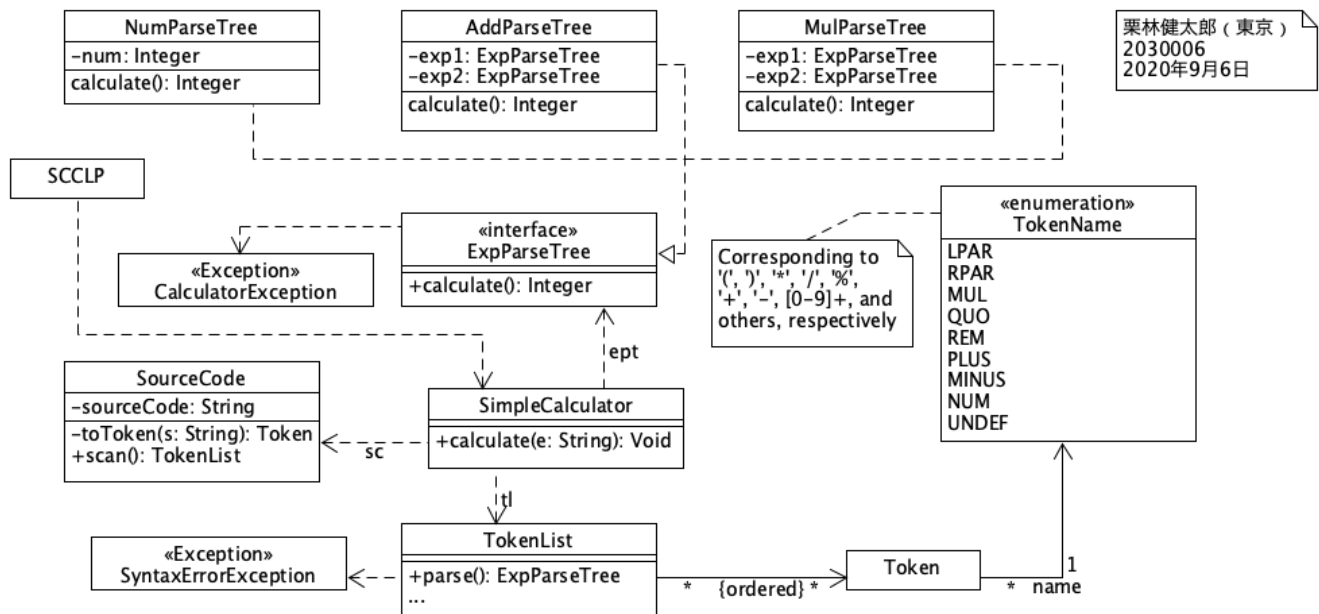 NumParseTree
-num: Integer
calculate(): Integer
AddParseTree
-exp1: ExpParseTree
-exp2: ExpParseTree
calculate(): Integer
MulParseTree
-exp1: ExpParseTree
-exp2: ExpParseTree
calculate(): Integer
栗林健太郎（東京）
2030006
2020年9月6日
SCCLP
«interface»
ExpParseTree
+calculate(): Integer
«Exception»
CalculatorException
Corresponding to
'(', ')', '*', '/', '%',
'+', '-', [0-9]+, and
others, respectively
«enumeration»
TokenName
LPAR
RPAR
MUL
QUO
REM
PLUS
MINUS
NUM
UNDEF
ept
SourceCode
-sourceCode: String
-toToken(s: String): Token
+scan(): TokenList
sc
SimpleCalculator
+calculate(e: String): Void
tl
«Exception»
SyntaxErrorException
TokenList
+parse(): ExpParseTree
...
* {ordered} *
Token
1
* name